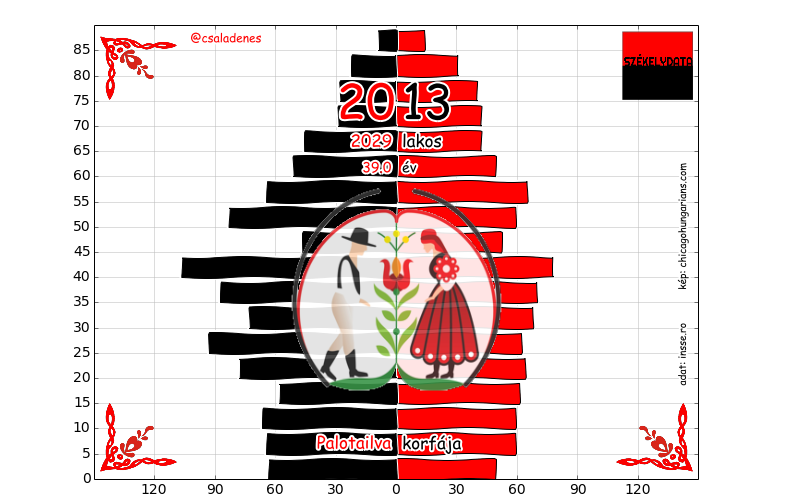 @csaladenes
SZÉKELYDATA
2013
2029 lakos
39.0 év
kép: chicagohungarians.com
adat: insse.ro
Palotailva korfája
85
80
75
70
65
60
55
50
45
40
35
30
25
20
15
10
5
0
120 90 60 30 0 30 60 90 120